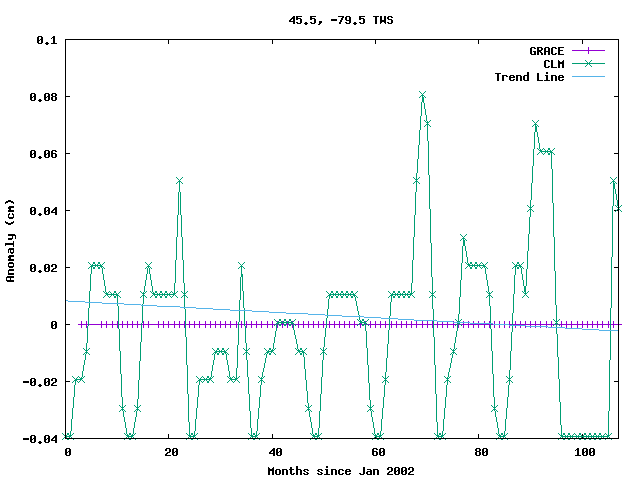 45.5, -79.5 TWS
0.1
GRACE
CLM
Trend Line
0.08
0.06
0.04
0.02
0
-0.02
-0.04
Anomaly (cm)
0 20 40 60 80 100
Months since Jan 2002